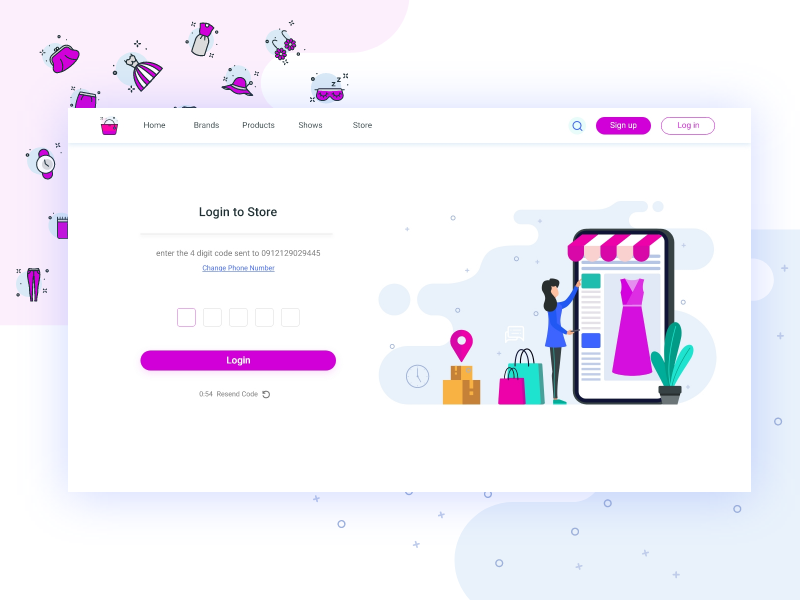 Home Brands Products Shows Store Sign up Log in
Login to Store
enter the 4 digit code sent to 0912129029445
Change Phone Number
Login
0:54 Resend Code
z z z